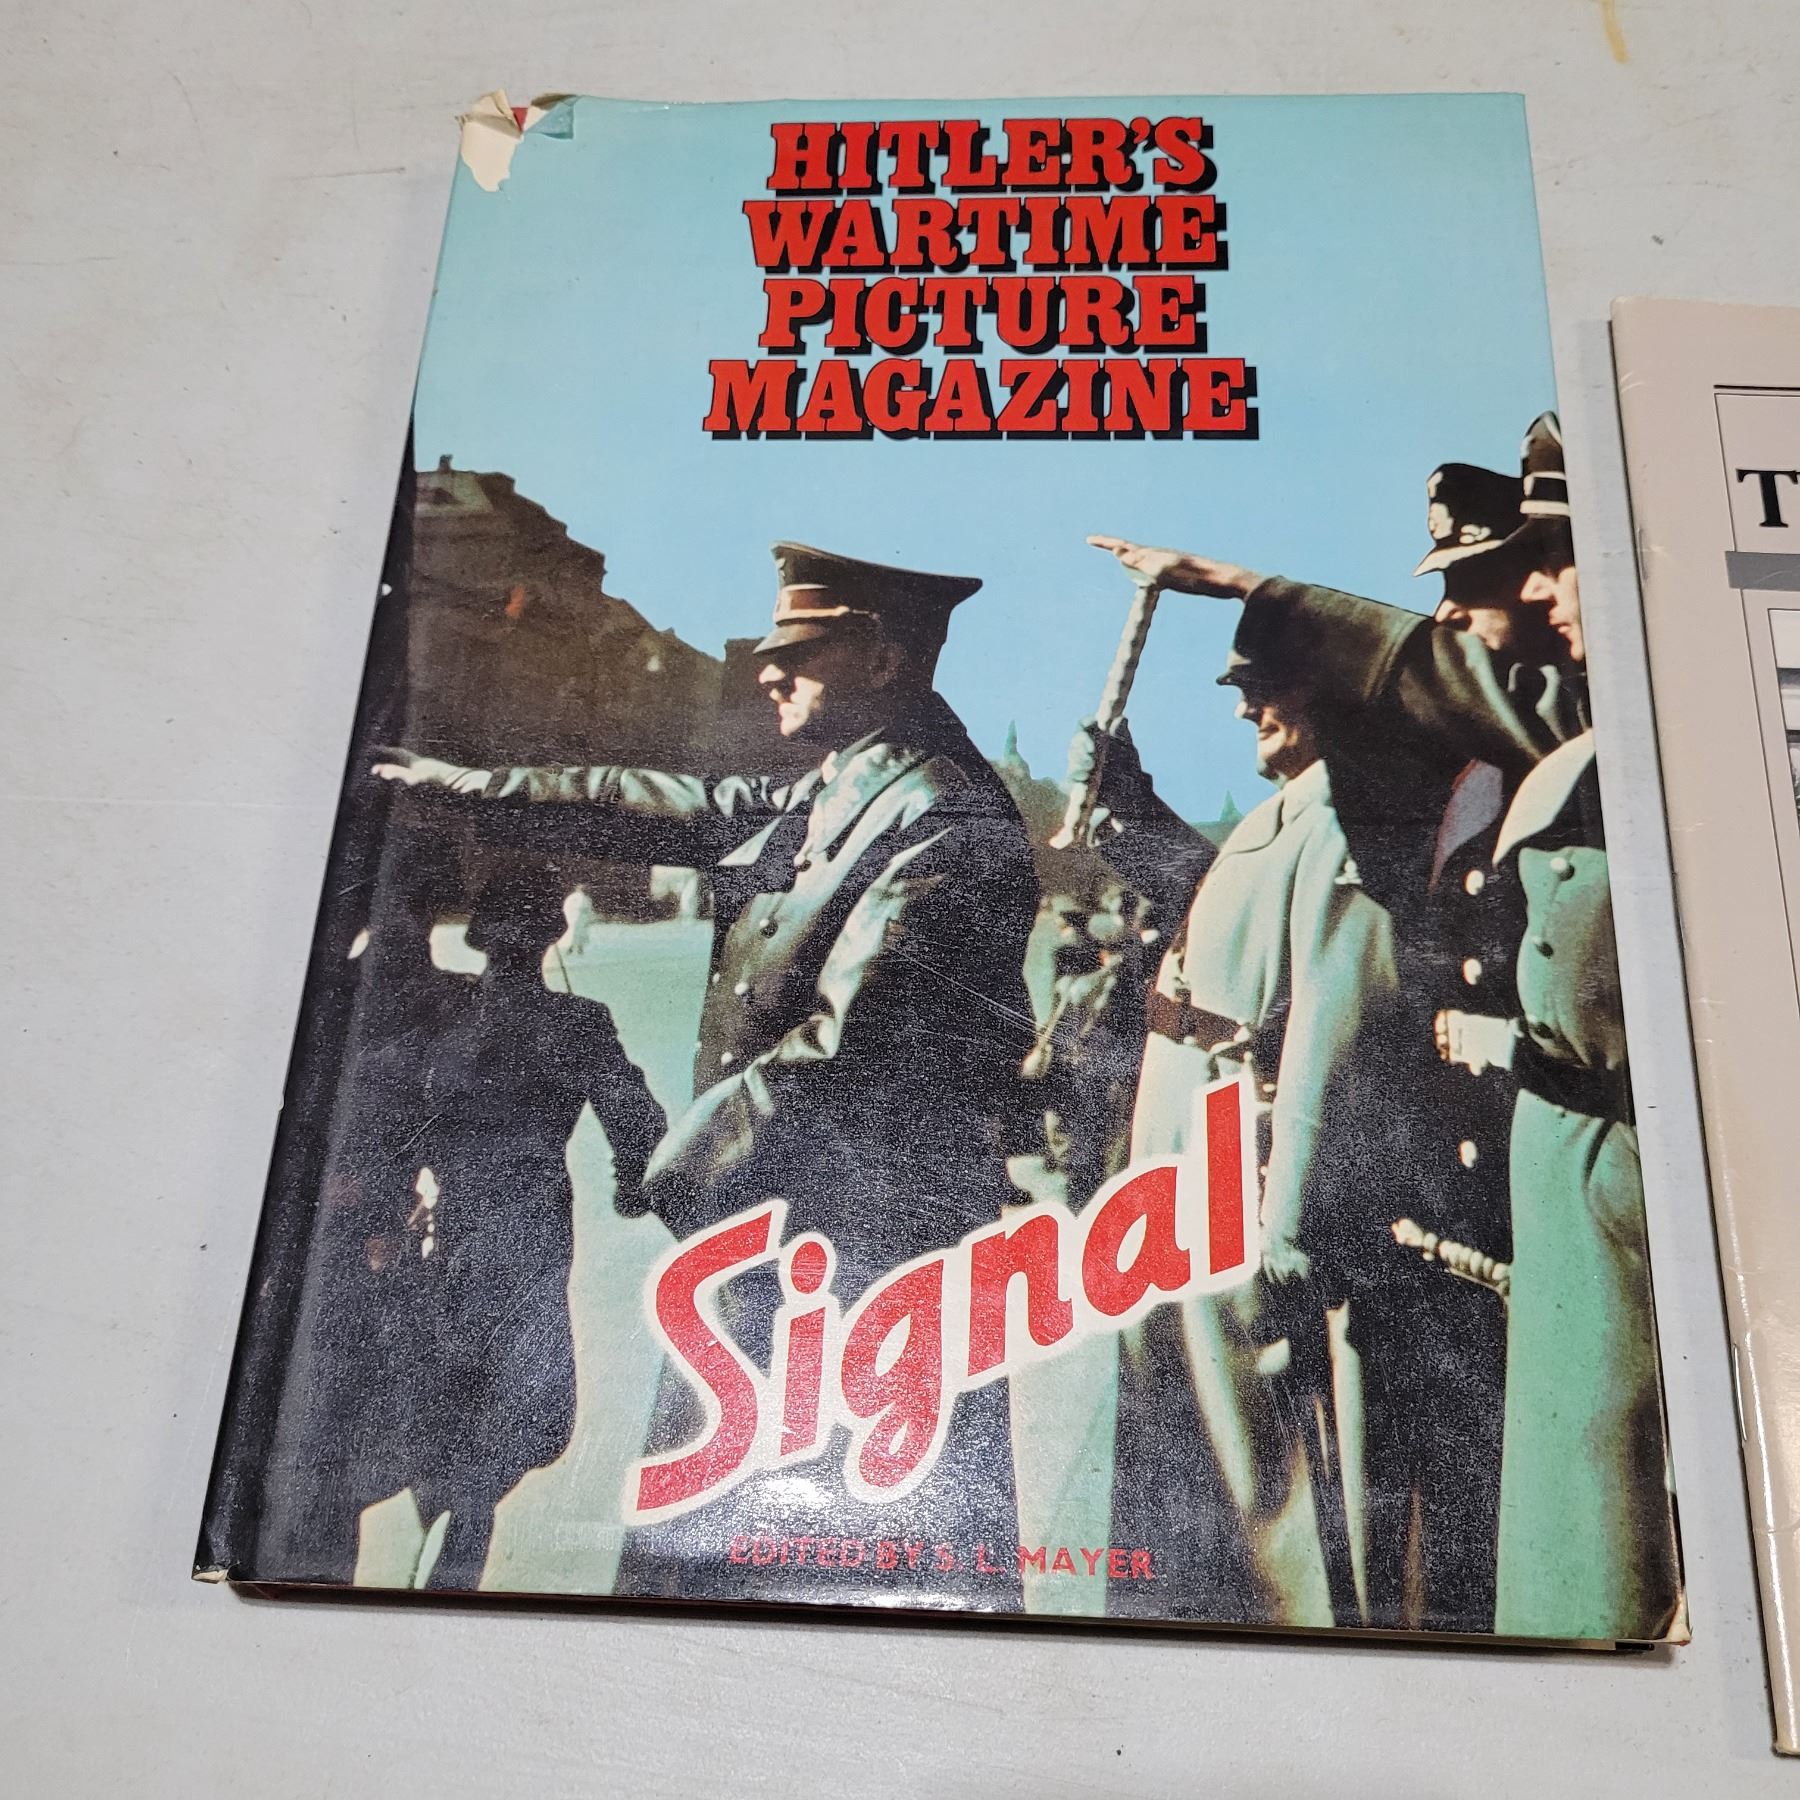 HITLER'S
WARTIME
PICTURE
MAGAZINE
Signal
EDITED BY S. L. MAYER